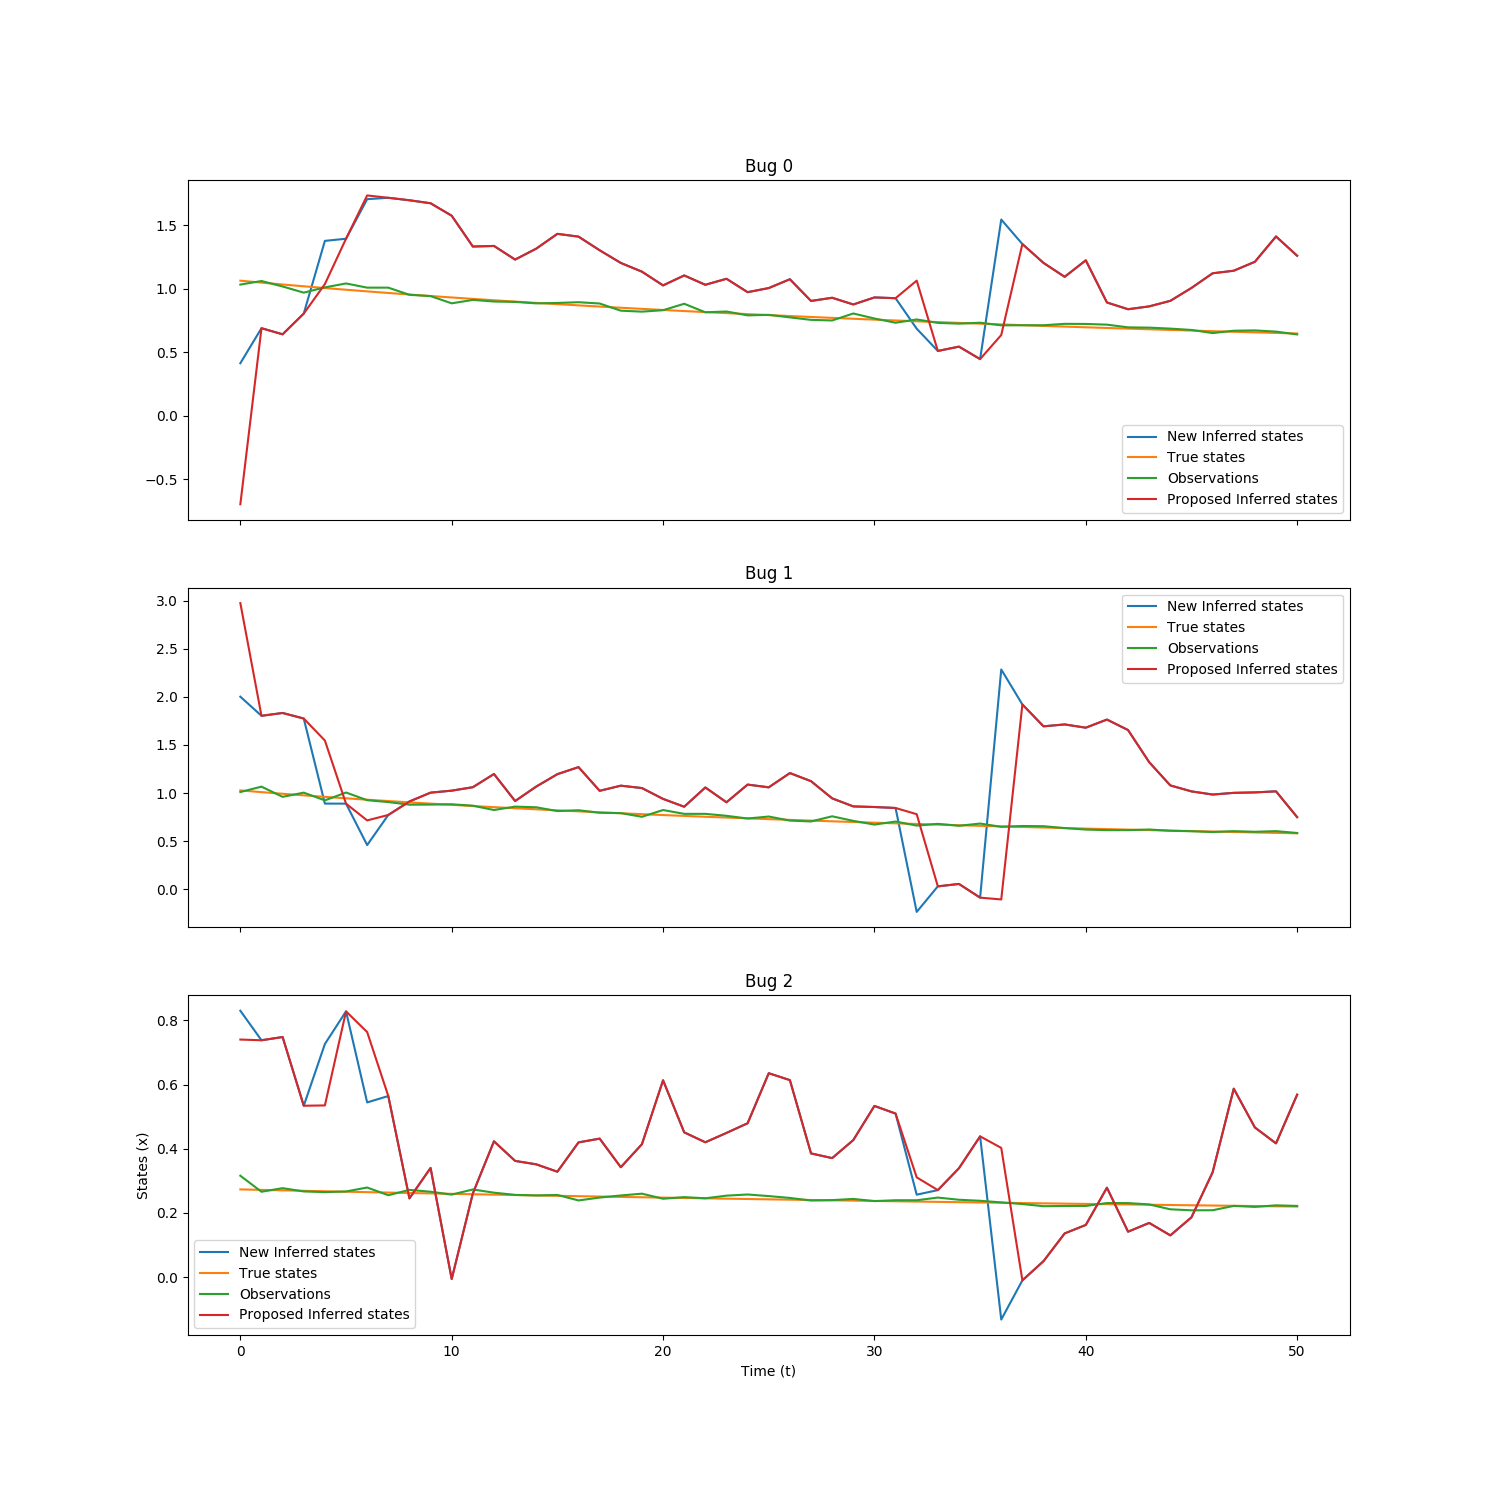 Bug 0
1.5
1.0
0.5
0.0
−0.5
New Inferred states
True states
Observations
Proposed Inferred states
Bug 1
3.0
2.5
2.0
1.5
1.0
0.5
0.0
New Inferred states
True states
Observations
Proposed Inferred states
Bug 2
0.8
0.6
0.4
0.2
0.0
States (x)
New Inferred states
True states
Observations
Proposed Inferred states
0 10 20 30 40 50
Time (t)